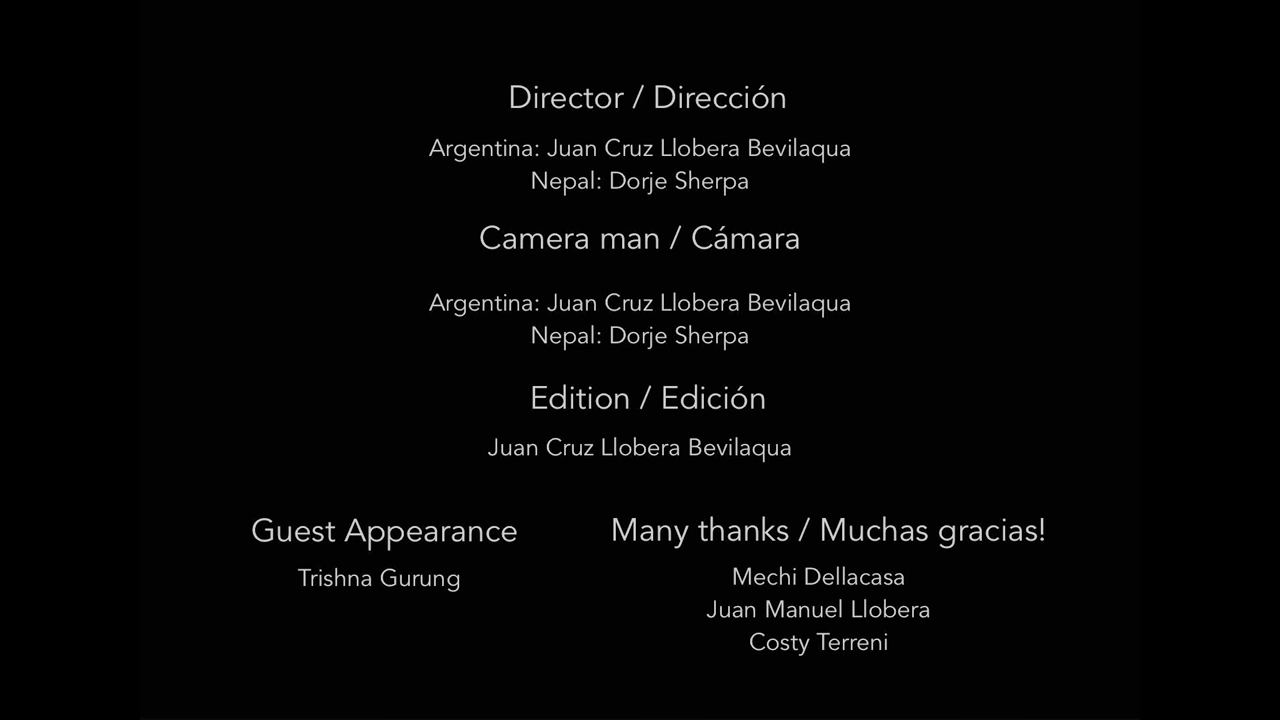 Director / Dirección
Argentina: Juan Cruz Llobera Bevilaqua
Nepal: Dorje Sherpa
Camera man / Cámara
Argentina: Juan Cruz Llobera Bevilaqua
Nepal: Dorje Sherpa
Edition / Edición
Juan Cruz Llobera Bevilaqua
Guest Appearance
Trishna Gurung
Many thanks / Muchas gracias!
Mechi Dellacasa
Juan Manuel Llobera
Costy Terreni